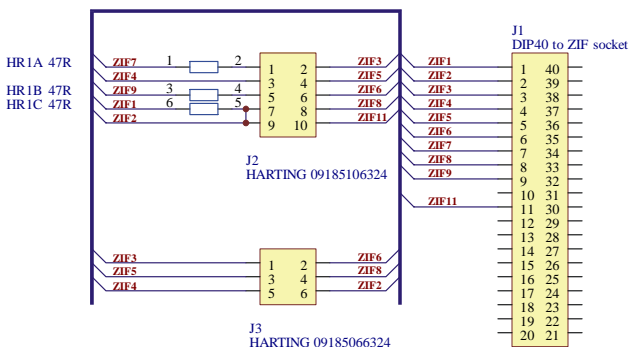 J1
DIP40 to ZIF socket
HR1A 47R
ZIF7 1 2 ZIF3 ZIF1
ZIF4 1 2 ZIF5 ZIF2 1 40
HR1B 47R ZIF9 3 4 3 4 ZIF6 ZIF3 2 39
HR1C 47R ZIF1 6 5 5 6 ZIF8 ZIF4 3 38
ZIF2 7 8 ZIF11 ZIF5 4 37
9 10 ZIF6 5 36
ZIF7 6 35
ZIF8 7 34
ZIF9 8 33
9 32
J2
HARTING 09185106324
10 31
ZIF11 11 30
12 29
13 28
ZIF3 ZIF6 14 27
ZIF5 1 2 ZIF8 15 26
ZIF4 3 4 ZIF2 16 25
5 6 17 24
18 23
19 22
20 21
J3
HARTING 09185066324